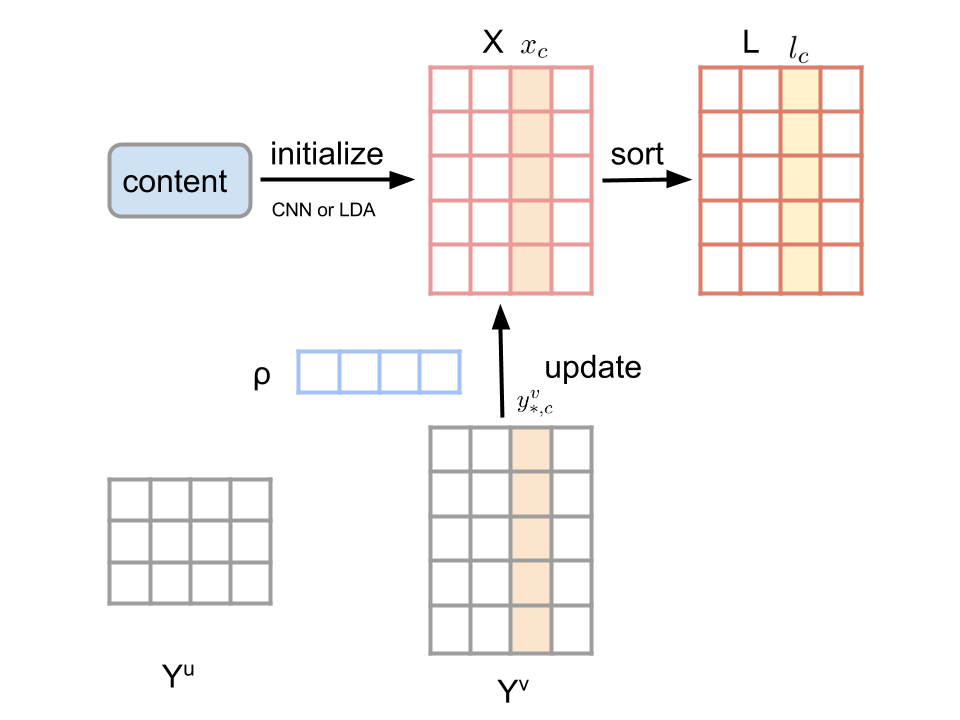 X x_c
L l_c
content
initialize
CNN or LDA
sort
ρ
update
y^v_{*,c}
Y^u
Y^v